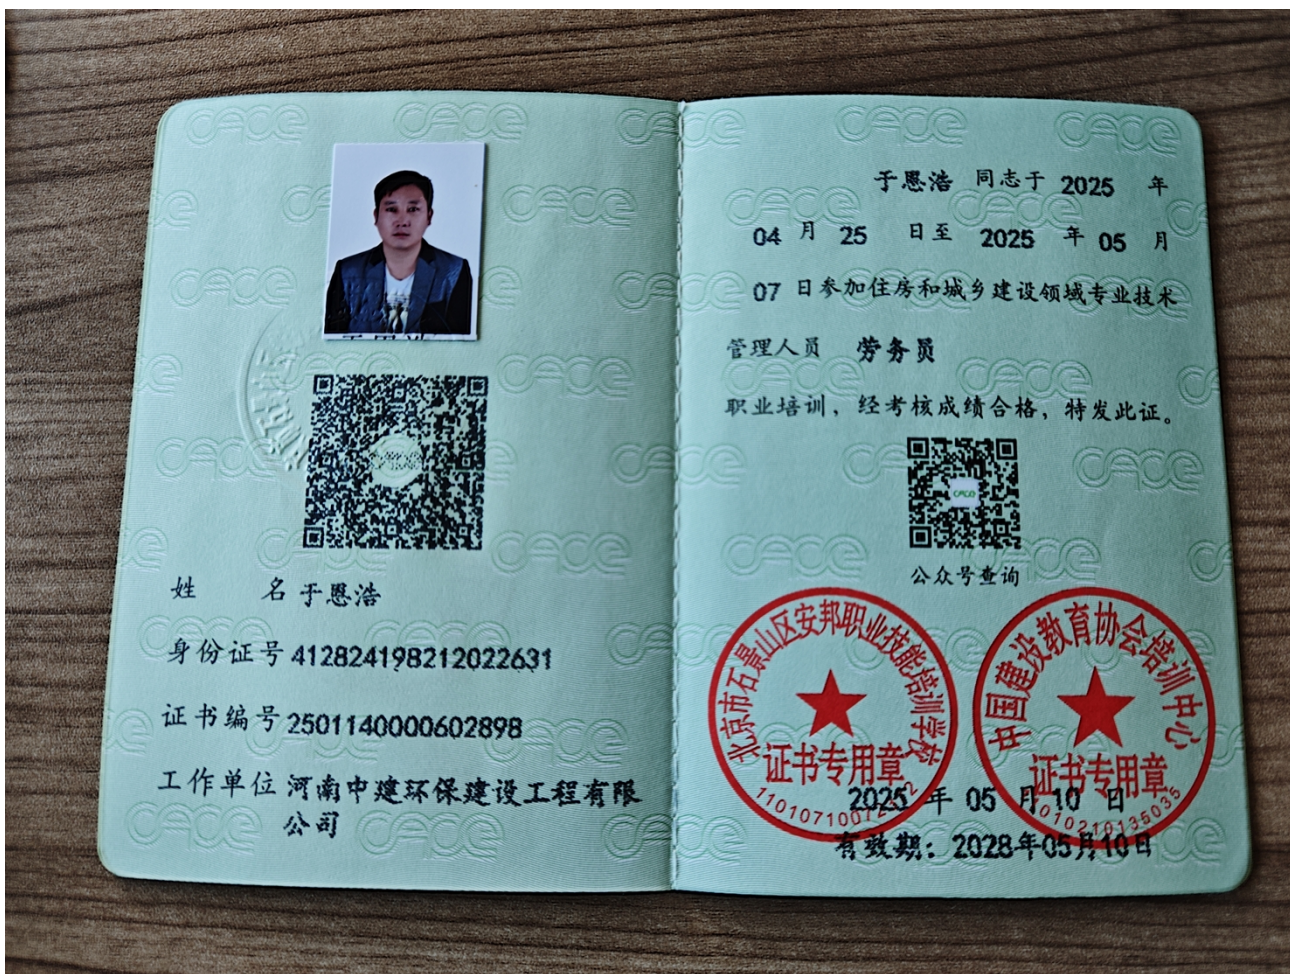 姓 名 于恩浩
身份证号 412824198212022631
证书编号 2501140000602898
工作单位 河南中建环保建设工程有限
公司
于恩浩 同志于 2025 年
04 月 25 日至 2025 年 05 月
07 日参加住房和城乡建设领域专业技术
管理人员 劳务员
职业培训，经考核成绩合格，特发此证。
公众号查询
北京市石景山区安邦职业技能培训学校
证书专用章
中国建设教育协会培训中心
证书专用章
2025 年 05 月 10 日
有效期：2028年05月10日